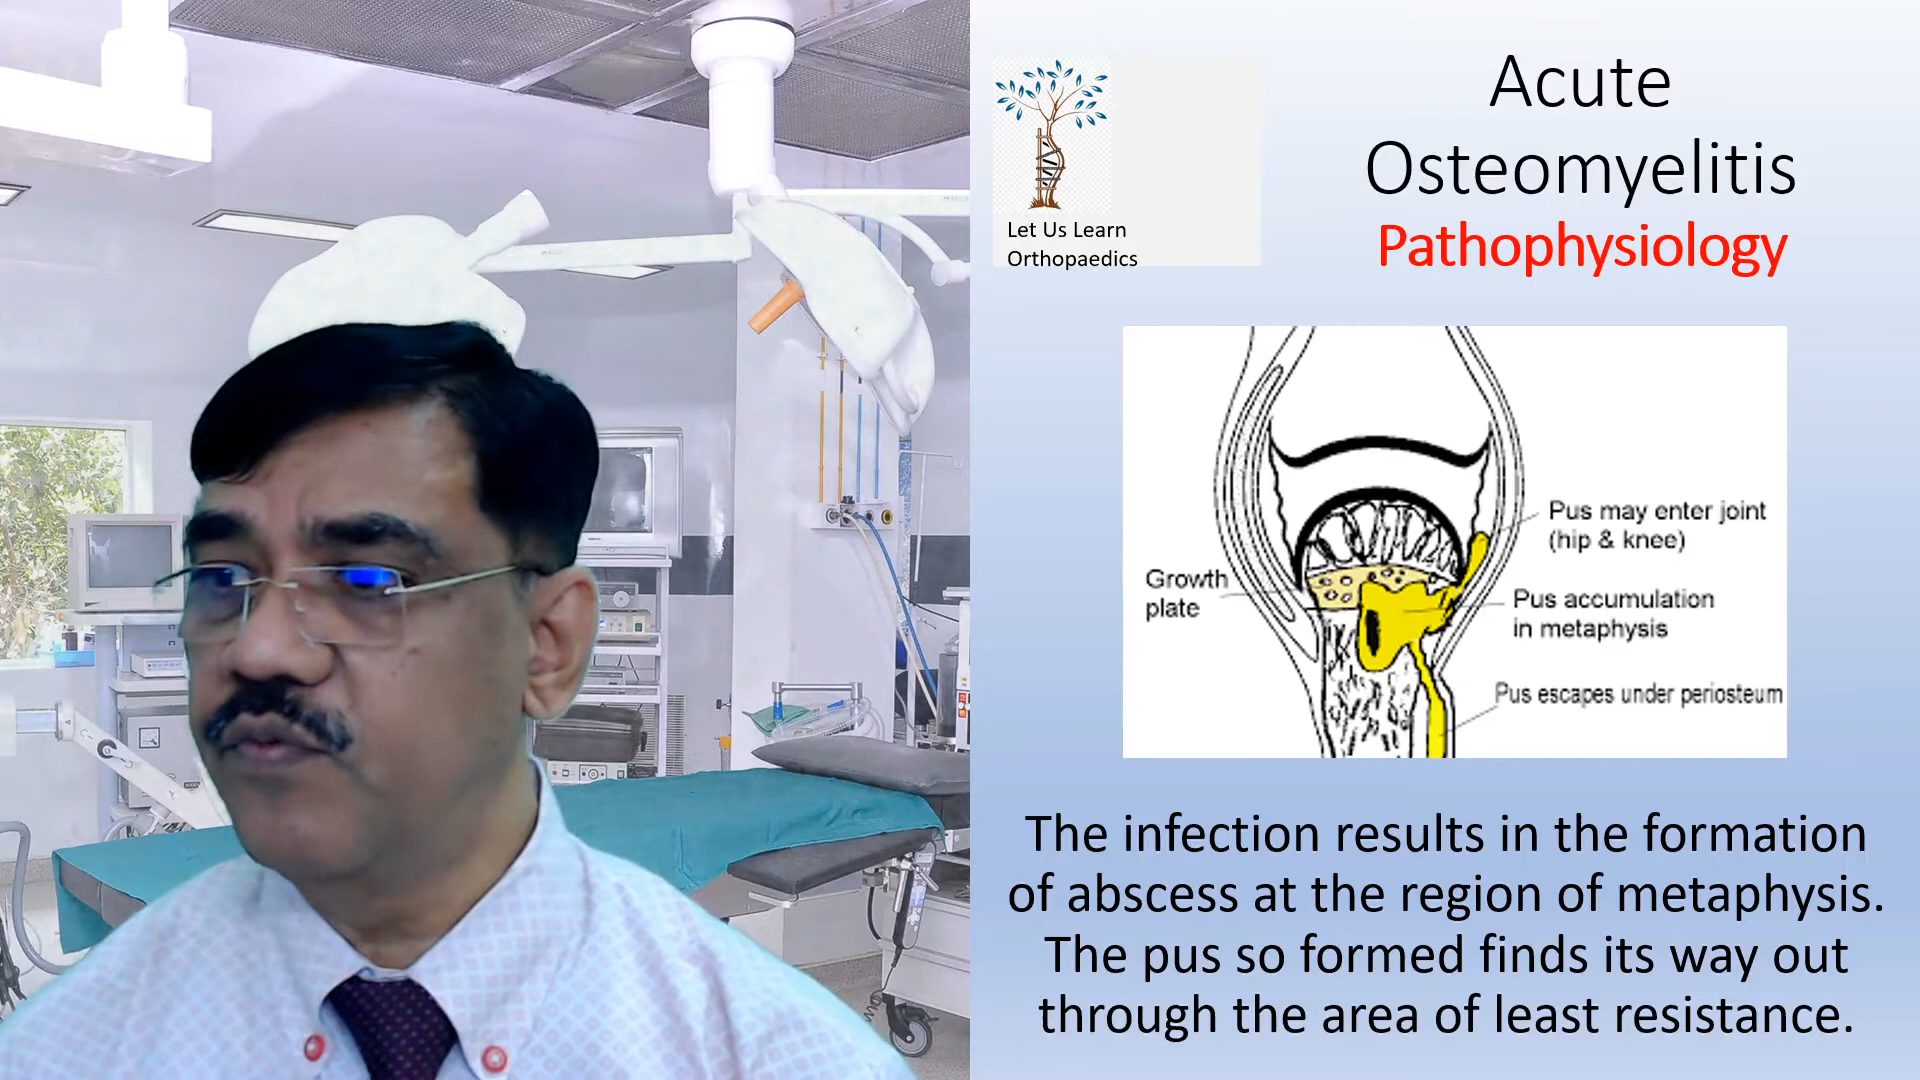 Let Us Learn
Orthopaedics
Acute
Osteomyelitis
Pathophysiology
Pus may enter joint
(hip & knee)
Growth
plate
Pus accumulation
in metaphysis
Pus escapes under periosteum
The infection results in the formation
of abscess at the region of metaphysis.
The pus so formed finds its way out
through the area of least resistance.